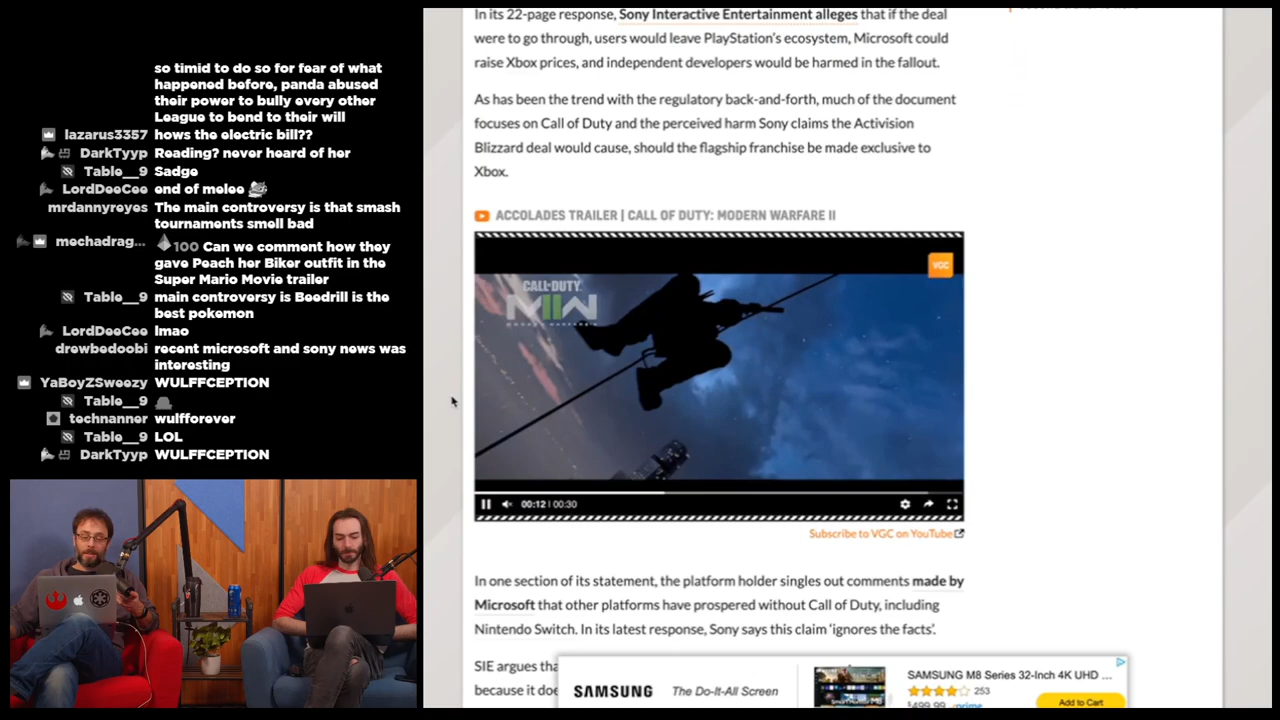 so timid to do so for fear of what
happened before, panda abused
their power to bully every other
League to bend to their will
lazarus3357 hows the electric bill??
DarkTyyp Reading? never heard of her
Table__9 Sadge
LordDeeCee end of melee
mrdannyreyes The main controversy is that smash
tournaments smell bad
mechadrag... 100 Can we comment how they
gave Peach her Biker outfit in the
Super Mario Movie trailer
Table__9 main controversy is Beedrill is the
best pokemon
LordDeeCee lmao
drewbedoobi recent microsoft and sony news was
interesting
YaBoyZSweezy WULFFCEPTION
Table__9
technanner wulfforever
Table__9 LOL
DarkTyyp WULFFCEPTION
In its 22-page response, Sony Interactive Entertainment alleges that if the deal
were to go through, users would leave PlayStation's ecosystem, Microsoft could
raise Xbox prices, and independent developers would be harmed in the fallout.
As has been the trend with the regulatory back-and-forth, much of the document
focuses on Call of Duty and the perceived harm Sony claims the Activision
Blizzard deal would cause, should the flagship franchise be made exclusive to
Xbox.
ACCOLADES TRAILER | CALL OF DUTY: MODERN WARFARE II
VGC
CALL·DUTY
MWII
MODERN WARFARE II
00:12 | 00:30
Subscribe to VGC on YouTube
In one section of its statement, the platform holder singles out comments made by
Microsoft that other platforms have prospered without Call of Duty, including
Nintendo Switch. In its latest response, Sony says this claim 'ignores the facts'.
SIE argues tha
because it doe
SAMSUNG The Do-It-All Screen
SAMSUNG M8 Series 32-Inch 4K UHD ...
253
$499.99 prime
Add to Cart